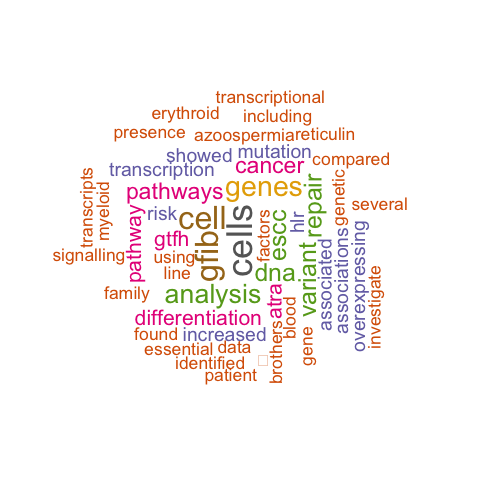 transcriptional
erythroid including
presence azoospermia reticulin
showed mutation compared
transcription cancer
pathways genes
transcripts myeloid risk cell cells factors hlr repair genetic several
signalling pathway gtfh gfib escc variant
using dna associated associations overexpressing investigate
line atra
family analysis
differentiation blood
found increased gene
essential data brothers
identified
patient